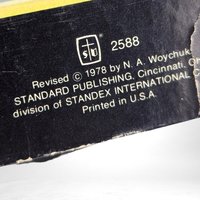 2588
Revised © 1978 by N. A. Woychuk
STANDARD PUBLISHING, Cincinnati, Oh
division of STANDEX INTERNATIONAL C
Printed in U.S.A.